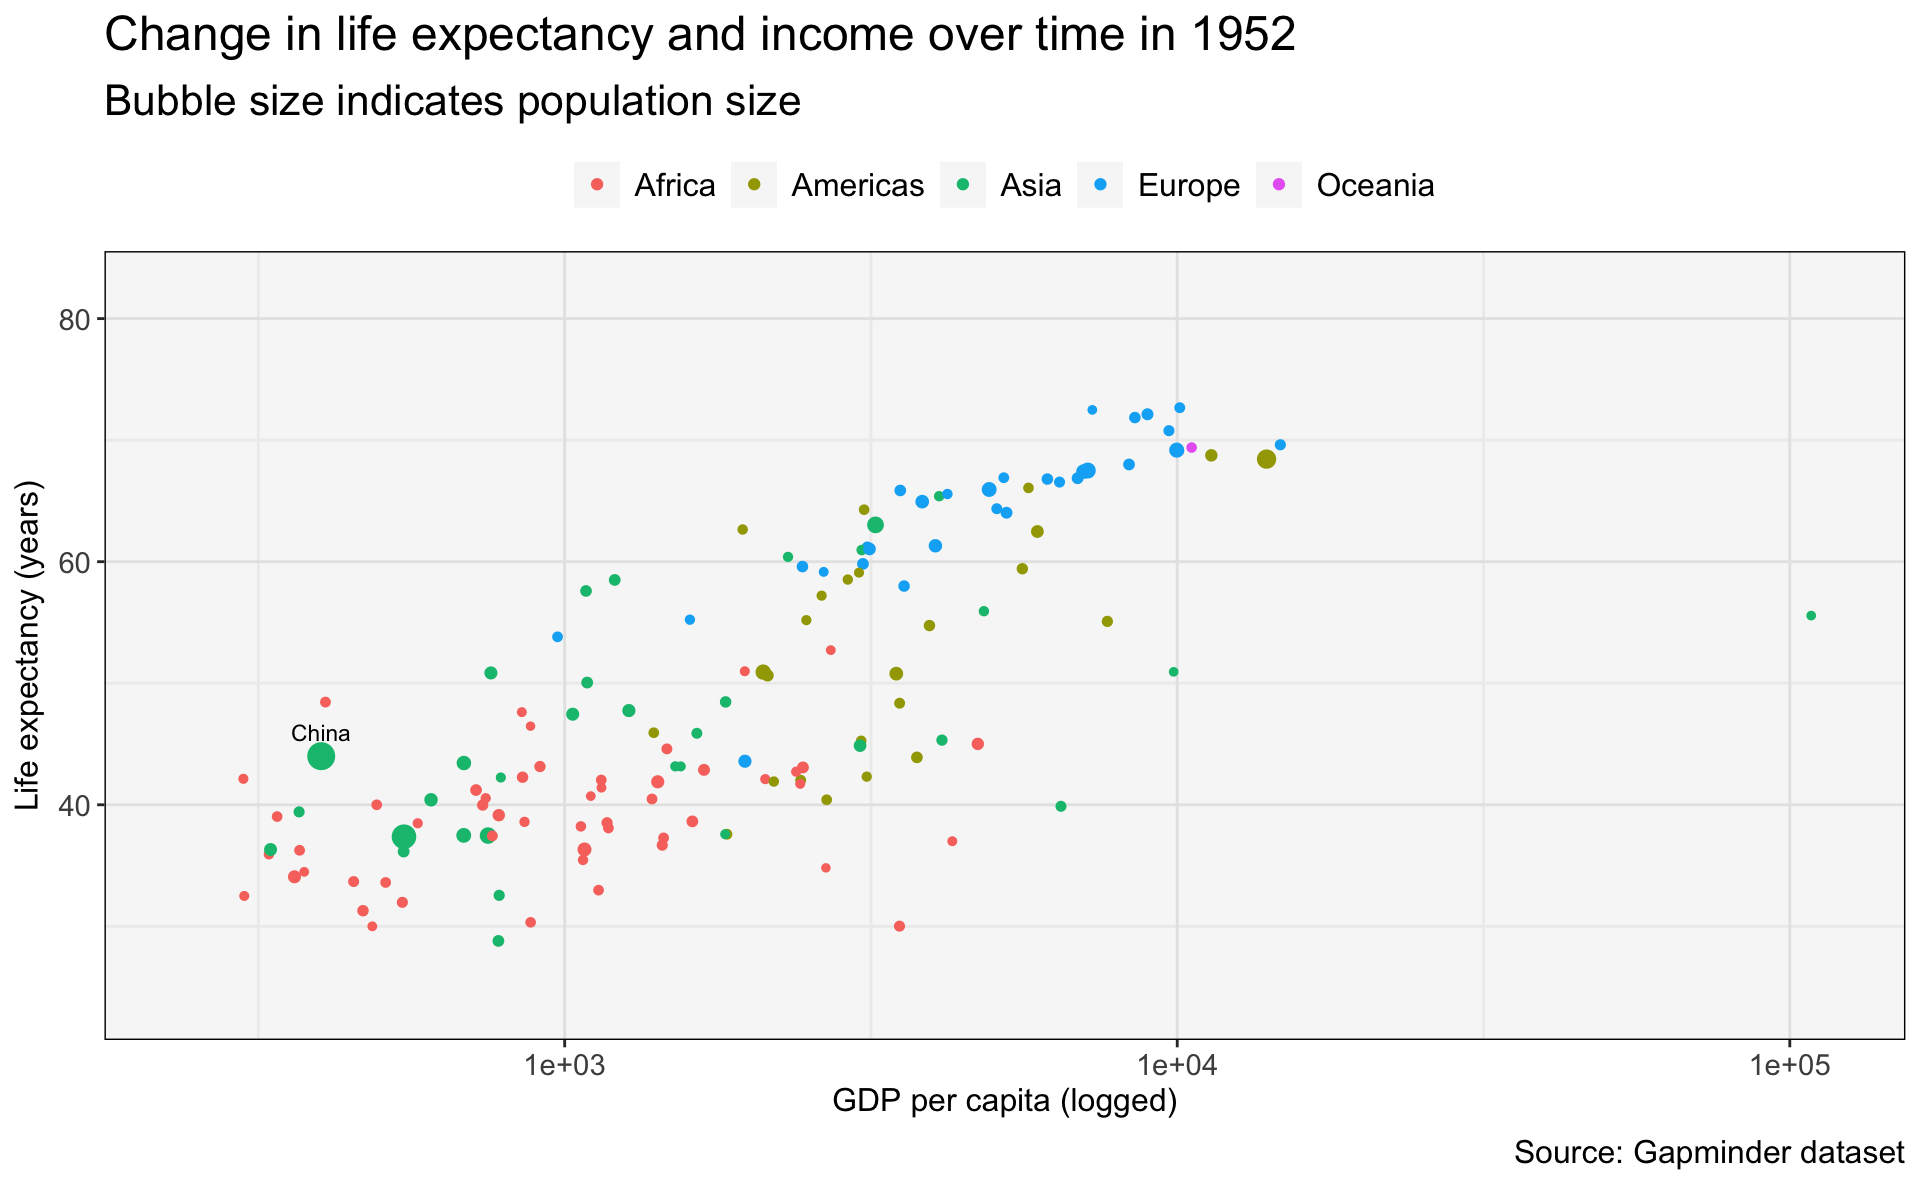 Change in life expectancy and income over time in 1952
Bubble size indicates population size
Africa Americas Asia Europe Oceania
80
60
40
Life expectancy (years)
China
1e+03 1e+04 1e+05
GDP per capita (logged)
Source: Gapminder dataset